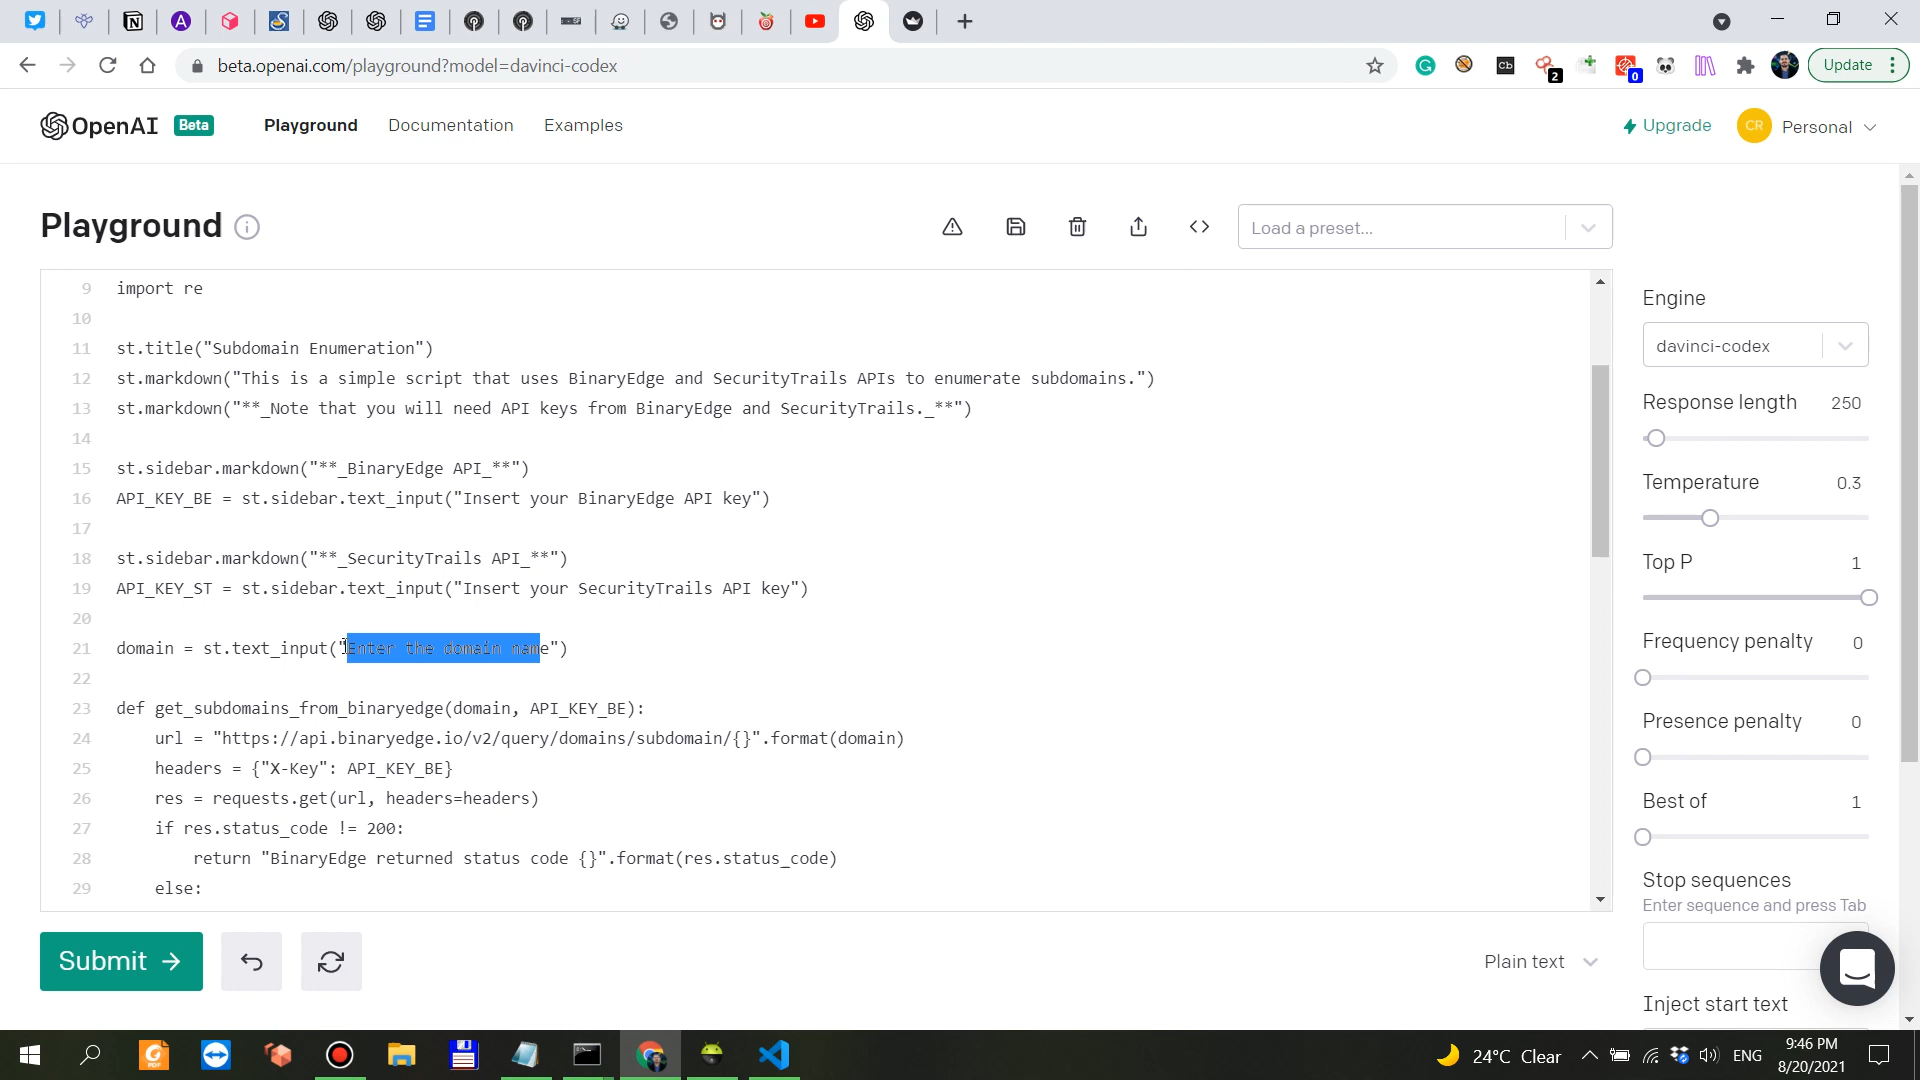 beta.openai.com/playground?model=davinci-codex
Cb
2
0
Update
OpenAI Beta
Playground
Documentation
Examples
Upgrade
CR
Personal
Playground
Load a preset...
9 import re
10
11 st.title("Subdomain Enumeration")
12 st.markdown("This is a simple script that uses BinaryEdge and SecurityTrails APIs to enumerate subdomains.")
13 st.markdown("**_Note that you will need API keys from BinaryEdge and SecurityTrails._**")
14
15 st.sidebar.markdown("**_BinaryEdge API_**")
16 API_KEY_BE = st.sidebar.text_input("Insert your BinaryEdge API key")
17
18 st.sidebar.markdown("**_SecurityTrails API_**")
19 API_KEY_ST = st.sidebar.text_input("Insert your SecurityTrails API key")
20
21 domain = st.text_input("Enter the domain name")
22
23 def get_subdomains_from_binaryedge(domain, API_KEY_BE):
24 url = "https://api.binaryedge.io/v2/query/domains/subdomain/{}".format(domain)
25 headers = {"X-Key": API_KEY_BE}
26 res = requests.get(url, headers=headers)
27 if res.status_code != 200:
28 return "BinaryEdge returned status code {}".format(res.status_code)
29 else:
Engine
davinci-codex
Response length 250
Temperature 0.3
Top P 1
Frequency penalty 0
Presence penalty 0
Best of 1
Stop sequences
Enter sequence and press Tab
Inject start text
Submit
Plain text
24°C Clear
ENG
9:46 PM
8/20/2021